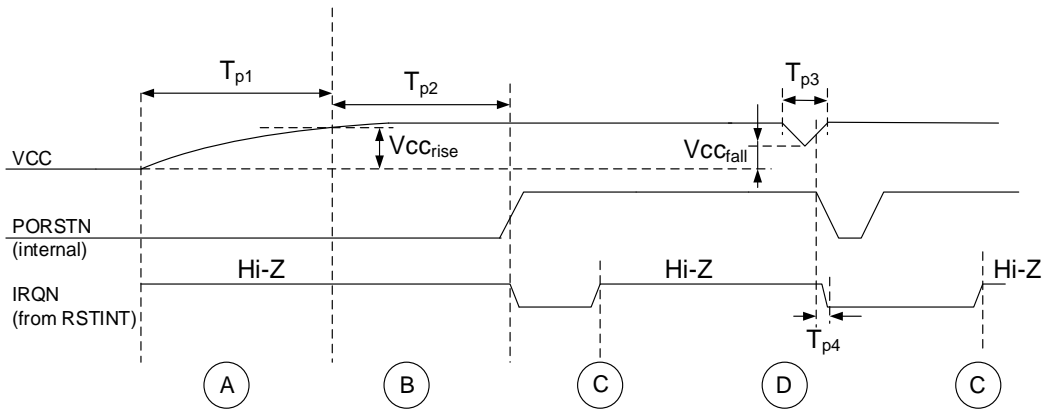 Tp1
Tp2
Tp3
VCC
Vccrise
Vccfall
PORSTN
(internal)
Hi-Z
Hi-Z
Hi-Z
IRQN
(from RSTINT)
Tp4
A
B
C
D
C